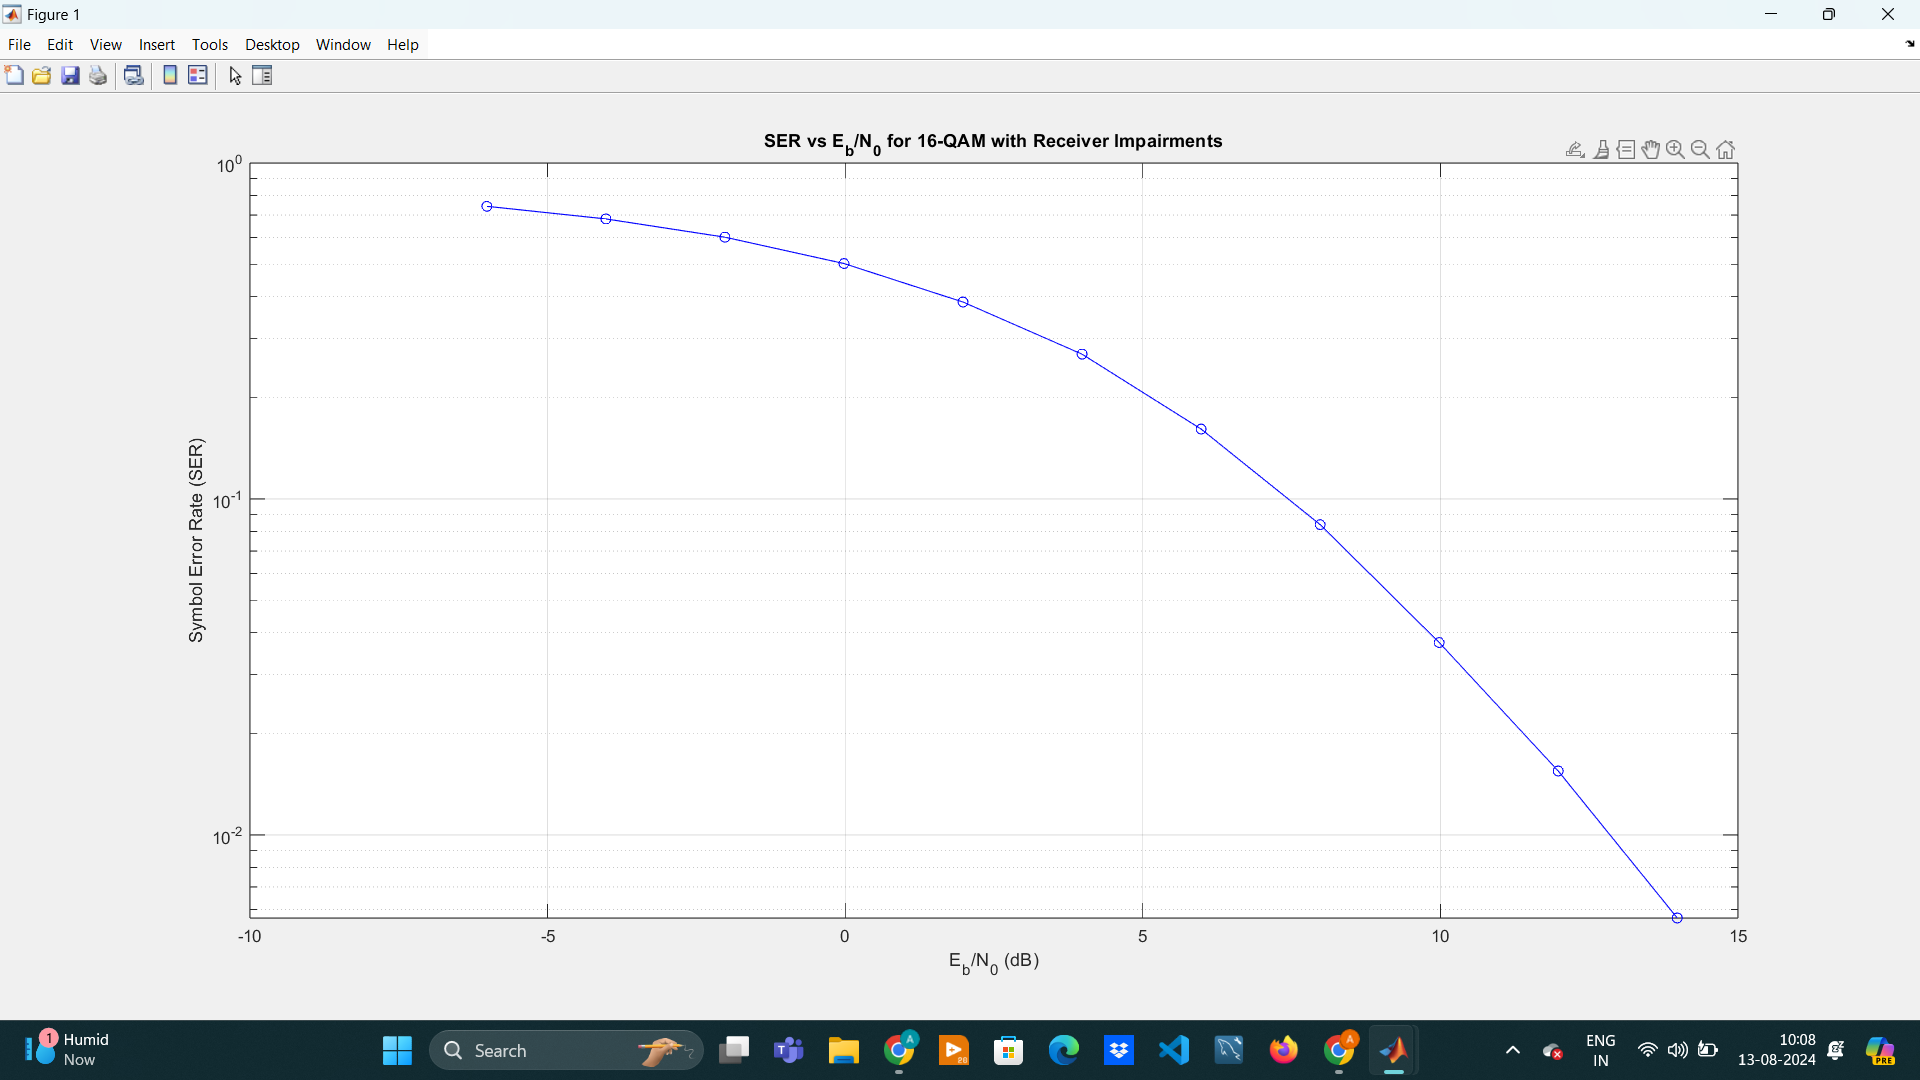 Figure 1
File Edit View Insert Tools Desktop Window Help
SER vs E_b/N_0 for 16-QAM with Receiver Impairments
10^0
10^-1
10^-2
Symbol Error Rate (SER)
-10 -5 0 5 10 15
E_b/N_0 (dB)
1
Humid
Now
Search
T
A
20
A
ENG
IN
10:08
13-08-2024
PRE